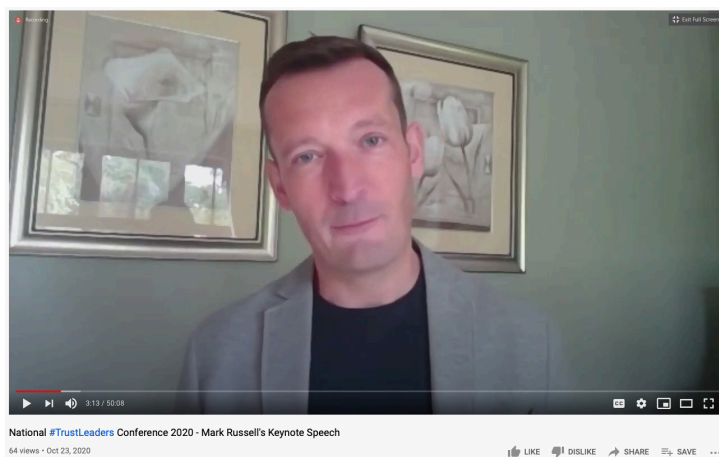 Recording
Exit Full Screen
3:13 / 50:08
CC
National #TrustLeaders Conference 2020 - Mark Russell's Keynote Speech
64 views • Oct 23, 2020
LIKE
DISLIKE
SHARE
SAVE